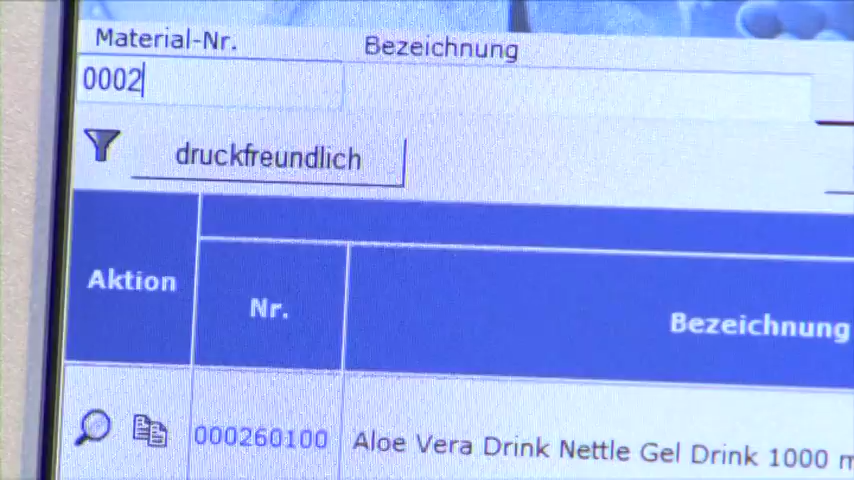 Material-Nr. Bezeichnung
0002
druckfreundlich
Aktion Nr. Bezeichnung
000260100 Aloe Vera Drink Nettle Gel Drink 1000